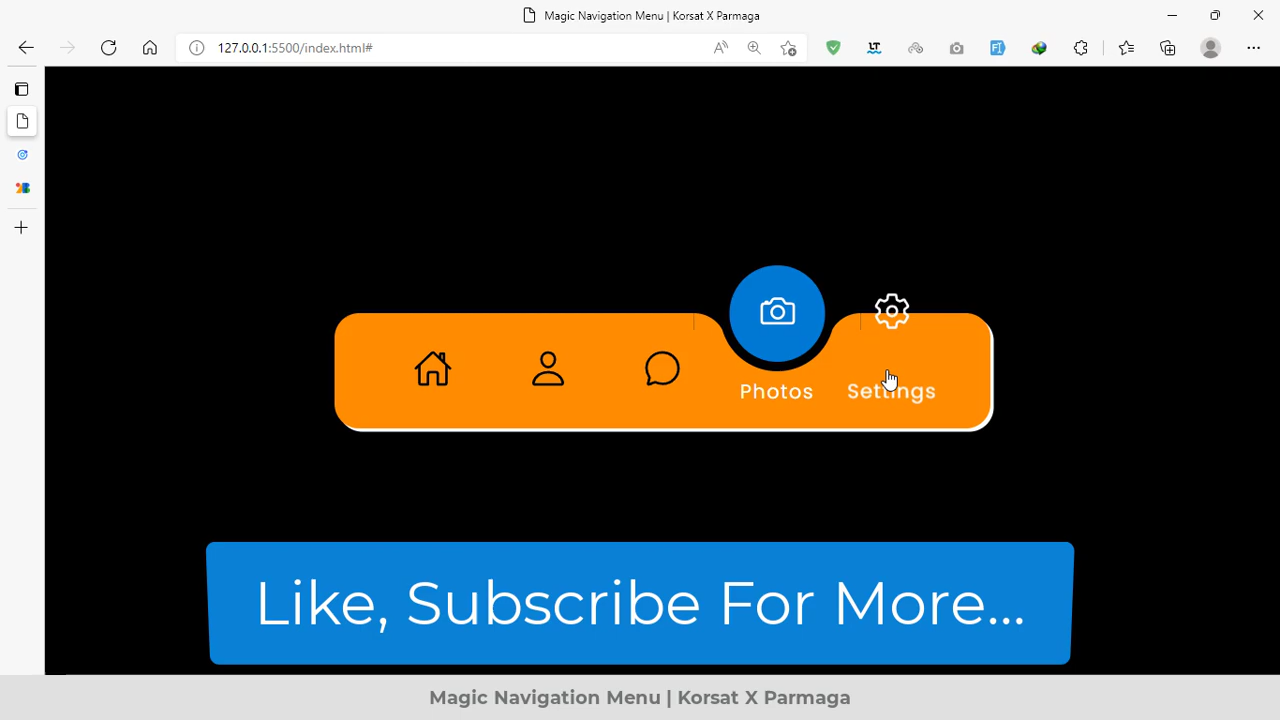 Magic Navigation Menu | Korsat X Parmaga
127.0.0.1:5500/index.html#
Photos
Settings
Like, Subscribe For More...
Magic Navigation Menu | Korsat X Parmaga